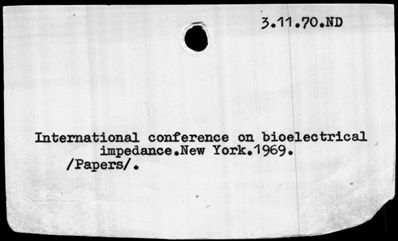 3.11.70.ND
International conference on bioelectrical
impedance.New York.1969.
/Papers/.